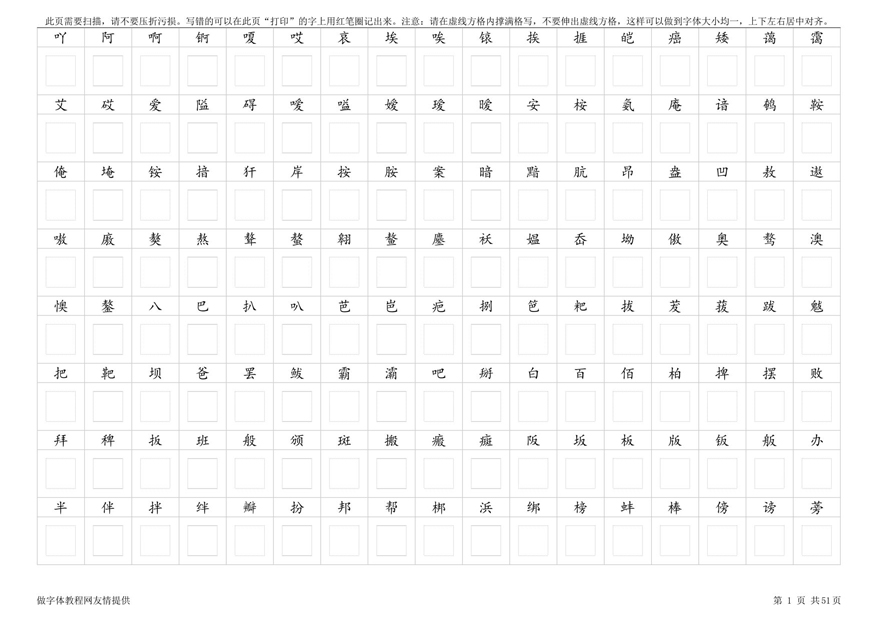 此页需要扫描，请不要压折污损。写错的可以在此页“打印”的字上用红笔圈记出来。注意：请在虚线方格内撑满格写，不要伸出虚线方格，这样可以做到字体大小均一，上下左右居中对齐。
吖 阿 啊 锕 嗄 哎 哀 埃 唉 锿 挨 捱 皑 癌 矮 蔼 霭
艾 砹 爱 隘 碍 嗳 嗌 嫒 瑷 暧 安 桉 氨 庵 谙 鹌 鞍
俺 埯 铵 揞 犴 岸 按 胺 案 暗 黯 肮 昂 盎 凹 敖 遨
嗷 廒 獒 熬 聱 螯 翱 鳌 鏖 袄 媪 岙 坳 傲 奥 骜 澳
懊 鏊 八 巴 扒 叭 芭 岜 疤 捌 笆 粑 拔 茇 菝 跋 魃
把 靶 坝 爸 罢 鲅 霸 灞 吧 掰 白 百 佰 柏 捭 摆 败
拜 稗 扳 班 般 颁 斑 搬 瘢 癍 阪 坂 板 版 钣 舨 办
半 伴 拌 绊 瓣 扮 邦 帮 梆 浜 绑 榜 蚌 棒 傍 谤 蒡
做字体教程网友情提供
第 1 页 共51页